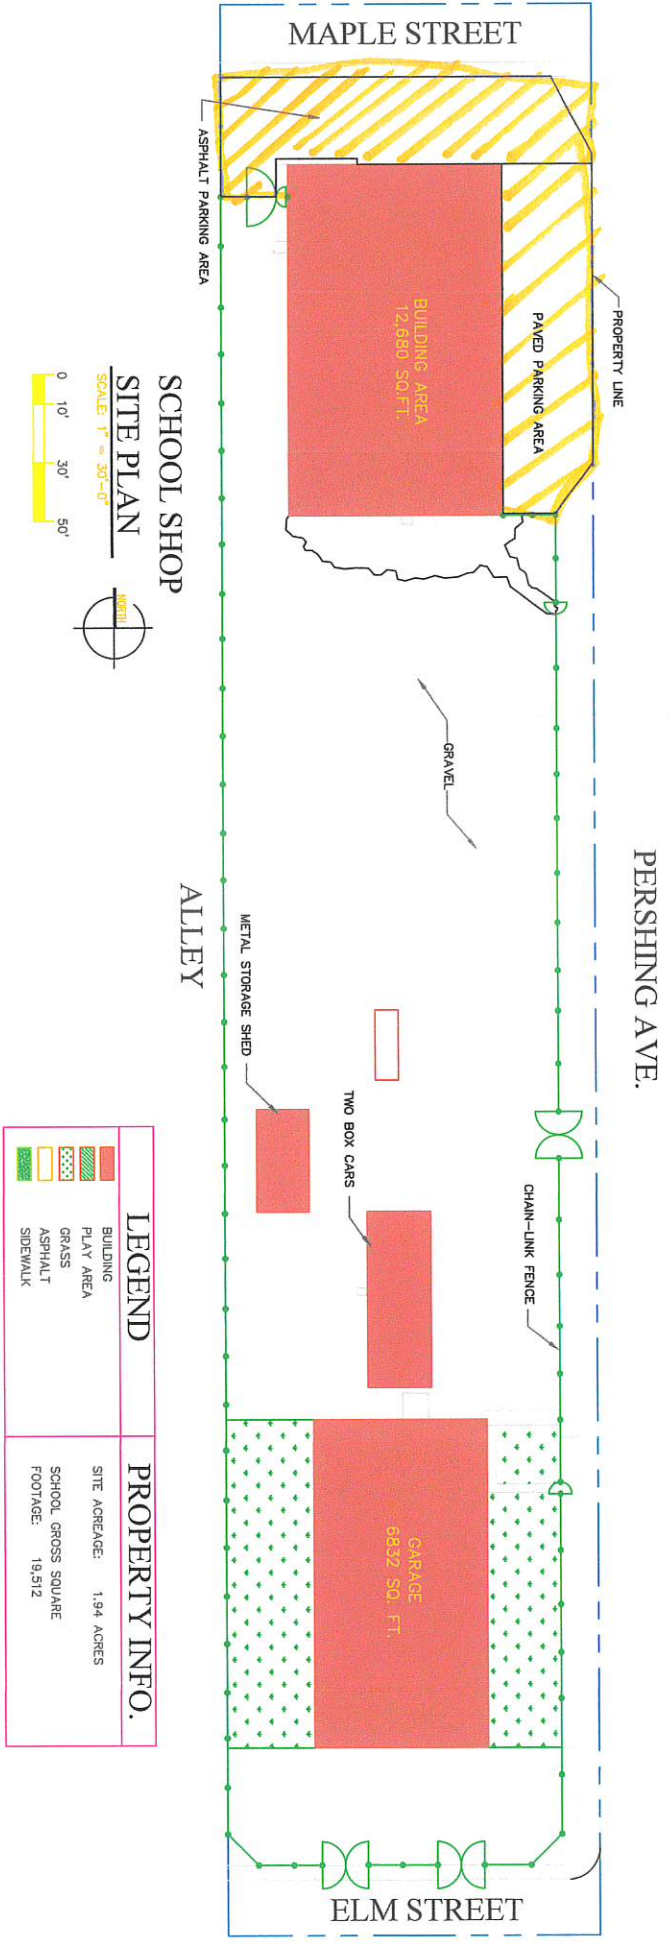 MAPLE STREET
ASPHALT PARKING AREA
PROPERTY LINE
PAVED PARKING AREA
BUILDING AREA
12,680 SQ.FT.
SCHOOL SHOP
SITE PLAN
SCALE: 1" = 30'-0"
0 10' 30' 50'
NORTH
GRAVEL
PERSHING AVE.
ALLEY
METAL STORAGE SHED
TWO BOX CARS
CHAIN-LINK FENCE
GARAGE
6832 SQ. FT.
LEGEND
BUILDING
PLAY AREA
GRASS
ASPHALT
SIDEWALK
PROPERTY INFO.
SITE ACREAGE: 1.94 ACRES
SCHOOL GROSS SQUARE
FOOTAGE: 19,512
ELM STREET